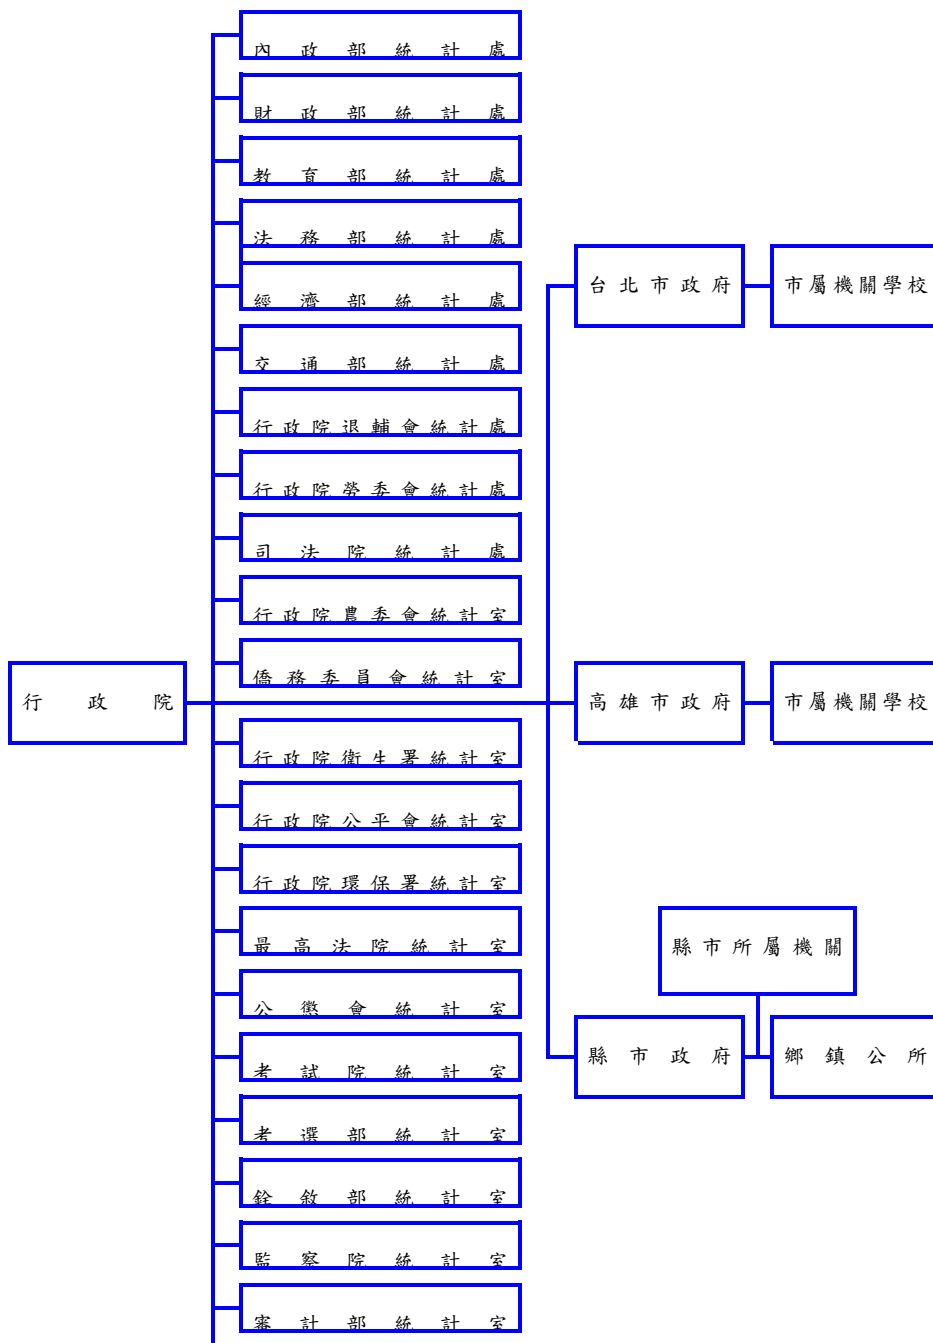 內政部統計處
財政部統計處
教育部統計處
法務部統計處
經濟部統計處
交通部統計處
行政院退輔會統計處
行政院勞委會統計處
司法院統計處
行政院農委會統計室
僑務委員會統計室
行政院
行政院衛生署統計室
行政院公平會統計室
行政院環保署統計室
最高法院統計室
公懲會統計室
考試院統計室
考選部統計室
銓敘部統計室
監察院統計室
審計部統計室
台北市政府
市屬機關學校
高雄市政府
市屬機關學校
縣市所屬機關
縣市政府
鄉鎮公所